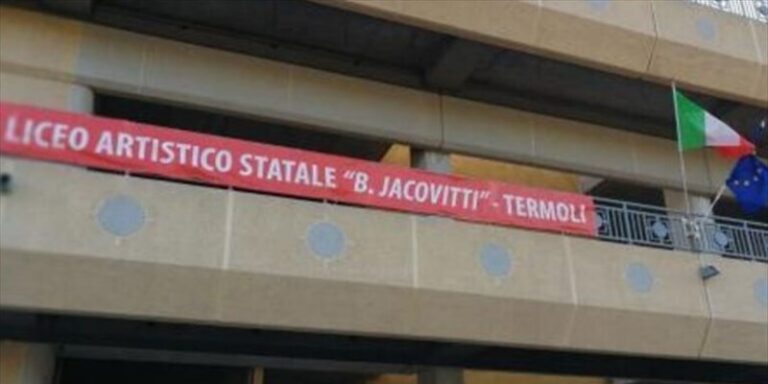 LICEO ARTISTICO STATALE "B. JACOVITTI" - TERMOLI